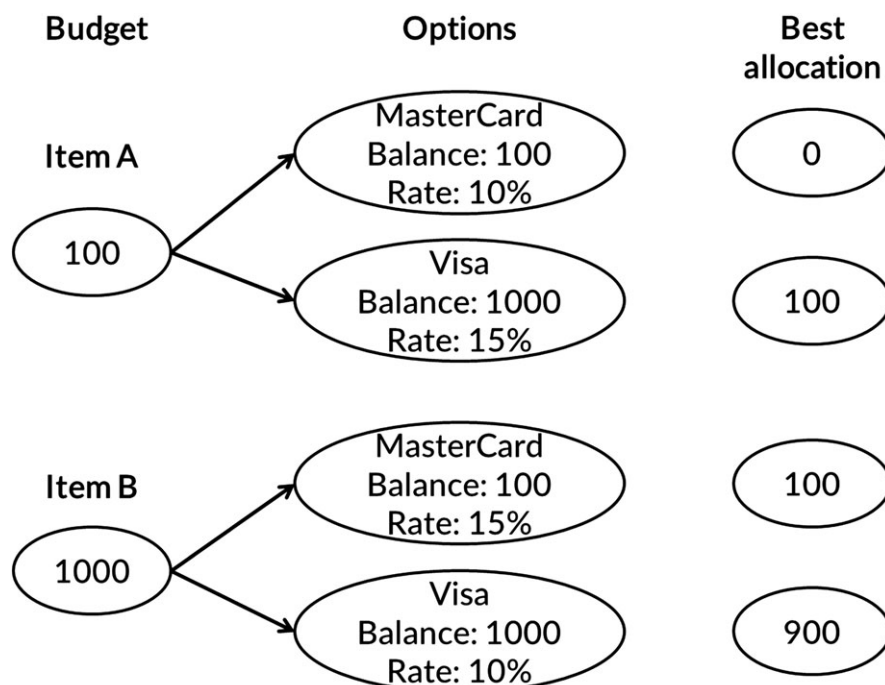 Budget
Options
Best
allocation
Item A
100
MasterCard
Balance: 100
Rate: 10%
0
Visa
Balance: 1000
Rate: 15%
100
Item B
1000
MasterCard
Balance: 100
Rate: 15%
100
Visa
Balance: 1000
Rate: 10%
900